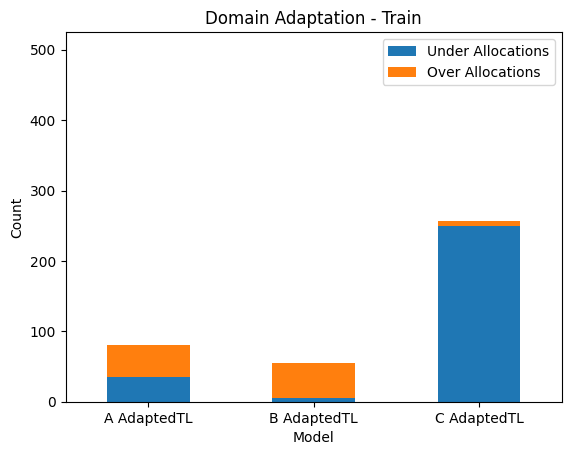 Domain Adaptation - Train
Under Allocations
Over Allocations
Count
500
400
300
200
100
0
A AdaptedTL
B AdaptedTL
C AdaptedTL
Model